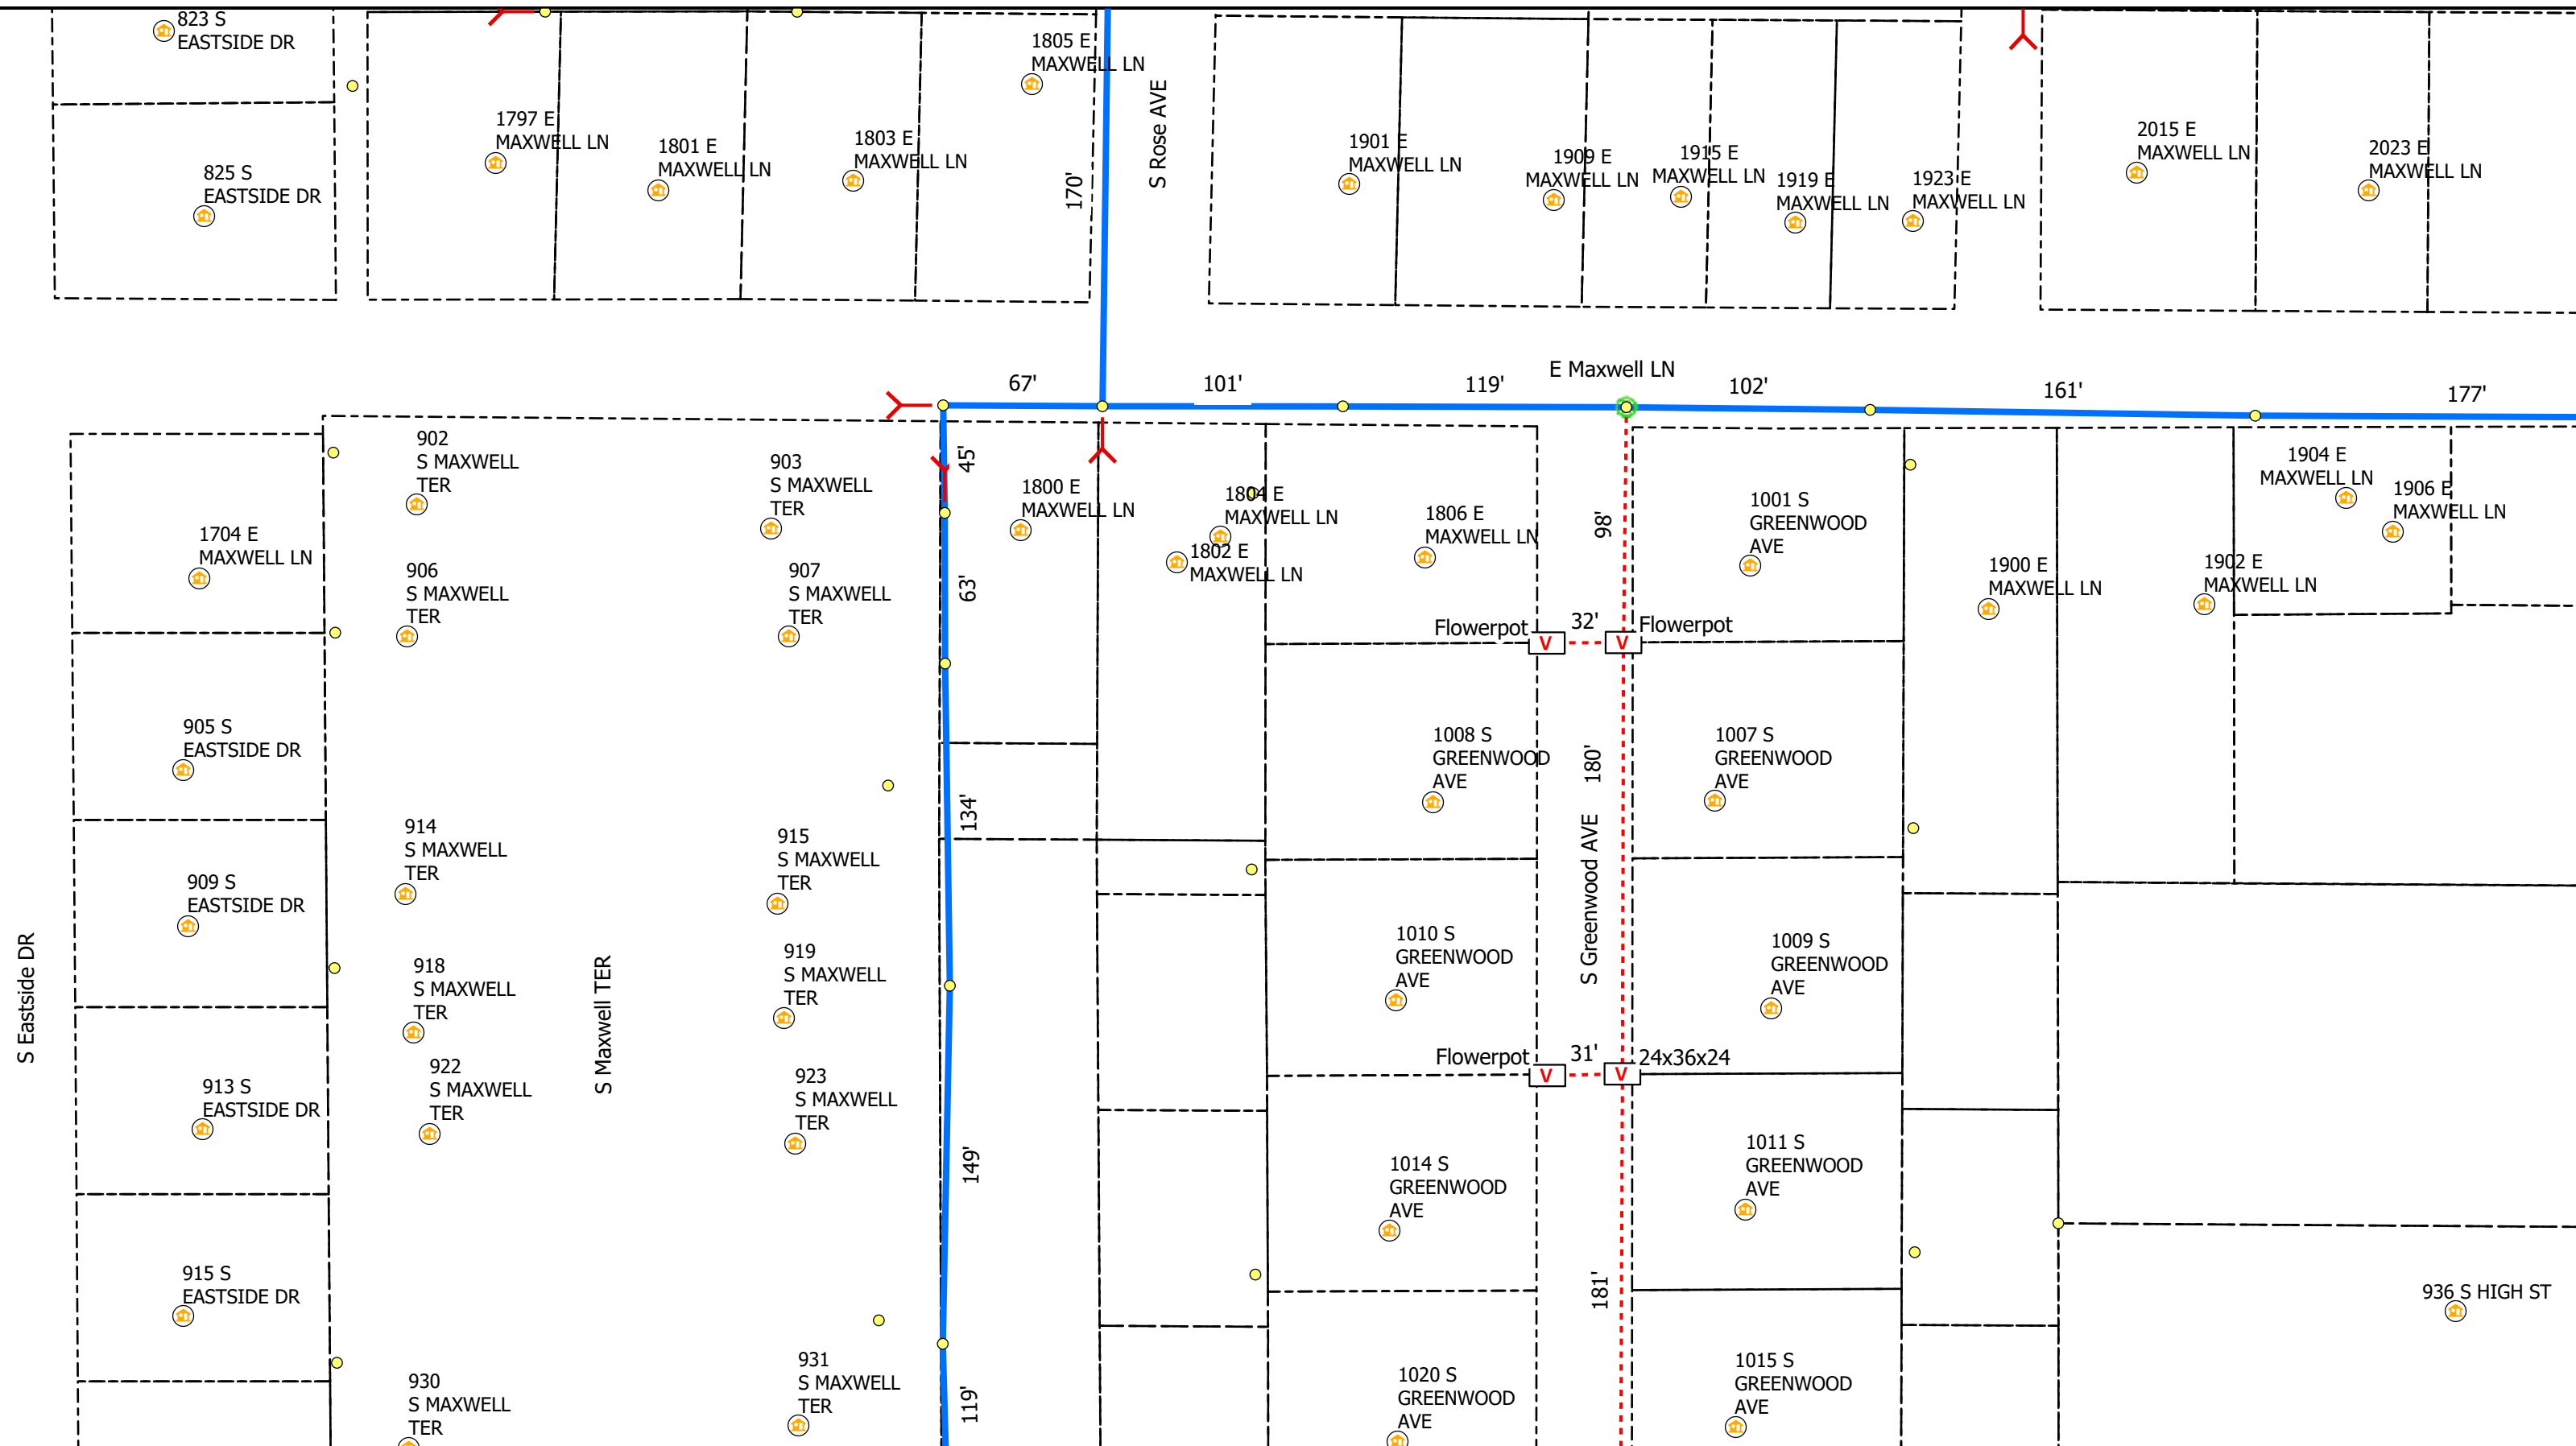 823 S
EASTSIDE DR
1805 E
MAXWELL LN
S Rose AVE
170'
1797 E
MAXWELL LN
1801 E
MAXWELL LN
1803 E
MAXWELL LN
825 S
EASTSIDE DR
1901 E
MAXWELL LN
1909 E
MAXWELL LN
1915 E
MAXWELL LN
1919 E
MAXWELL LN
1923 E
MAXWELL LN
2015 E
MAXWELL LN
2023 E
MAXWELL LN
E Maxwell LN
67'
101'
119'
102'
161'
177'
902
S MAXWELL
TER
903
S MAXWELL
TER
45'
1800 E
MAXWELL LN
1804 E
MAXWELL LN
1802 E
MAXWELL LN
1806 E
MAXWELL LN
98'
1001 S
GREENWOOD
AVE
1904 E
MAXWELL LN
1906 E
MAXWELL LN
1900 E
MAXWELL LN
1902 E
MAXWELL LN
1704 E
MAXWELL LN
906
S MAXWELL
TER
907
S MAXWELL
TER
63'
Flowerpot
V
32'
V
Flowerpot
905 S
EASTSIDE DR
1008 S
GREENWOOD
AVE
180'
1007 S
GREENWOOD
AVE
134'
914
S MAXWELL
TER
915
S MAXWELL
TER
S Greenwood AVE
909 S
EASTSIDE DR
S Eastside DR
918
S MAXWELL
TER
S Maxwell TER
919
S MAXWELL
TER
1010 S
GREENWOOD
AVE
1009 S
GREENWOOD
AVE
922
S MAXWELL
TER
923
S MAXWELL
TER
Flowerpot
V
31'
V
24x36x24
913 S
EASTSIDE DR
149'
1014 S
GREENWOOD
AVE
1011 S
GREENWOOD
AVE
915 S
EASTSIDE DR
181'
936 S HIGH ST
930
S MAXWELL
TER
931
S MAXWELL
TER
119'
1020 S
GREENWOOD
AVE
1015 S
GREENWOOD
AVE